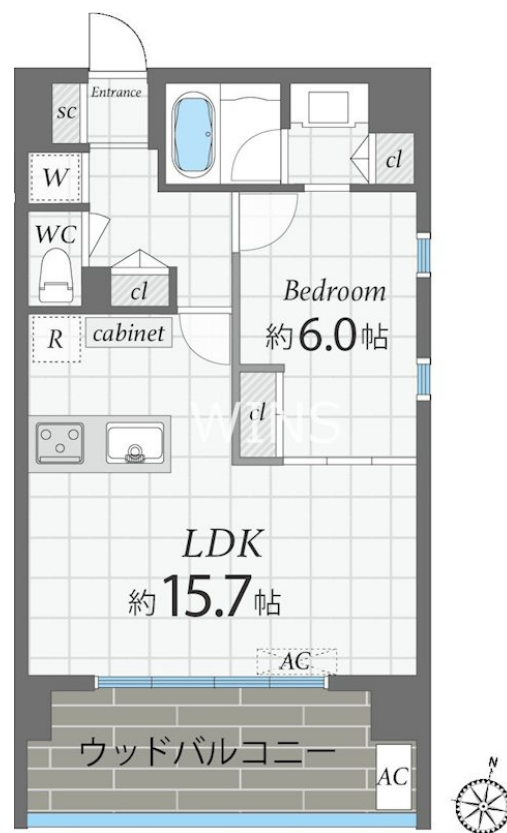 Entrance
sc
W
cl
WC
cl
Bedroom
約6.0帖
R
cabinet
cl
WINS
LDK
約15.7帖
AC
ウッドバルコニー
AC
N